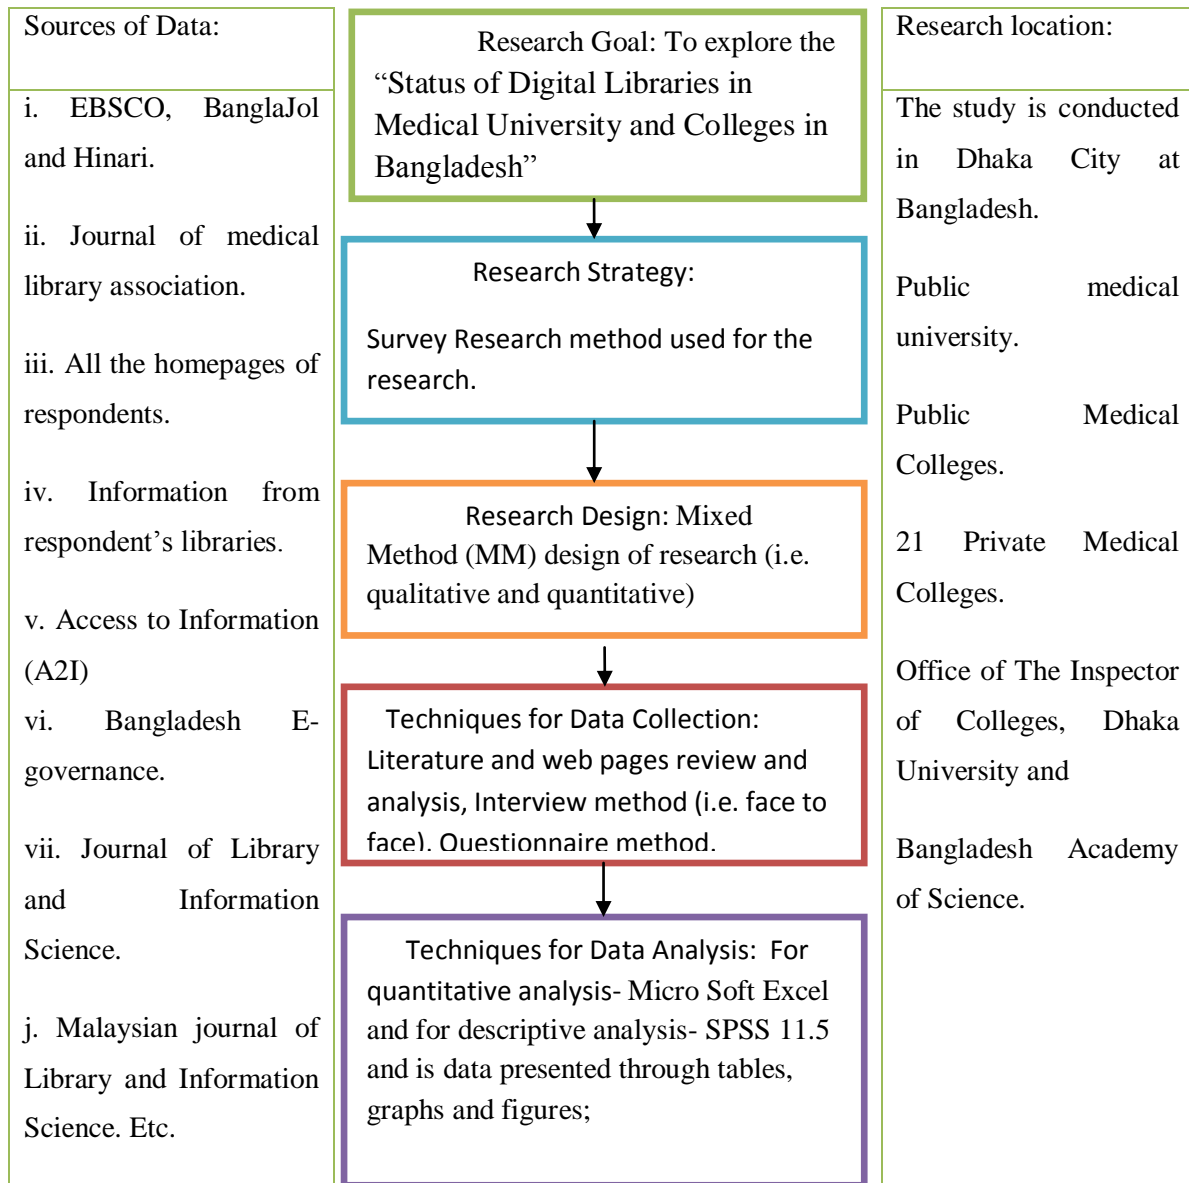 Sources of Data:
i. EBSCO, BanglaJol
and Hinari.
ii. Journal of medical
library association.
iii. All the homepages of
respondents.
iv. Information from
respondent’s libraries.
v. Access to Information
(A2I)
vi. Bangladesh E-
governance.
vii. Journal of Library
and Information
Science.
j. Malaysian journal of
Library and Information
Science. Etc.
Research Goal: To explore the
“Status of Digital Libraries in
Medical University and Colleges in
Bangladesh”
Research Strategy:
Survey Research method used for the
research.
Research Design: Mixed
Method (MM) design of research (i.e.
qualitative and quantitative)
Techniques for Data Collection:
Literature and web pages review and
analysis, Interview method (i.e. face to
face). Questionnaire method.
Techniques for Data Analysis: For
quantitative analysis- Micro Soft Excel
and for descriptive analysis- SPSS 11.5
and is data presented through tables,
graphs and figures;
Research location:
The study is conducted
in Dhaka City at
Bangladesh.
Public medical
university.
Public Medical
Colleges.
21 Private Medical
Colleges.
Office of The Inspector
of Colleges, Dhaka
University and
Bangladesh Academy
of Science.